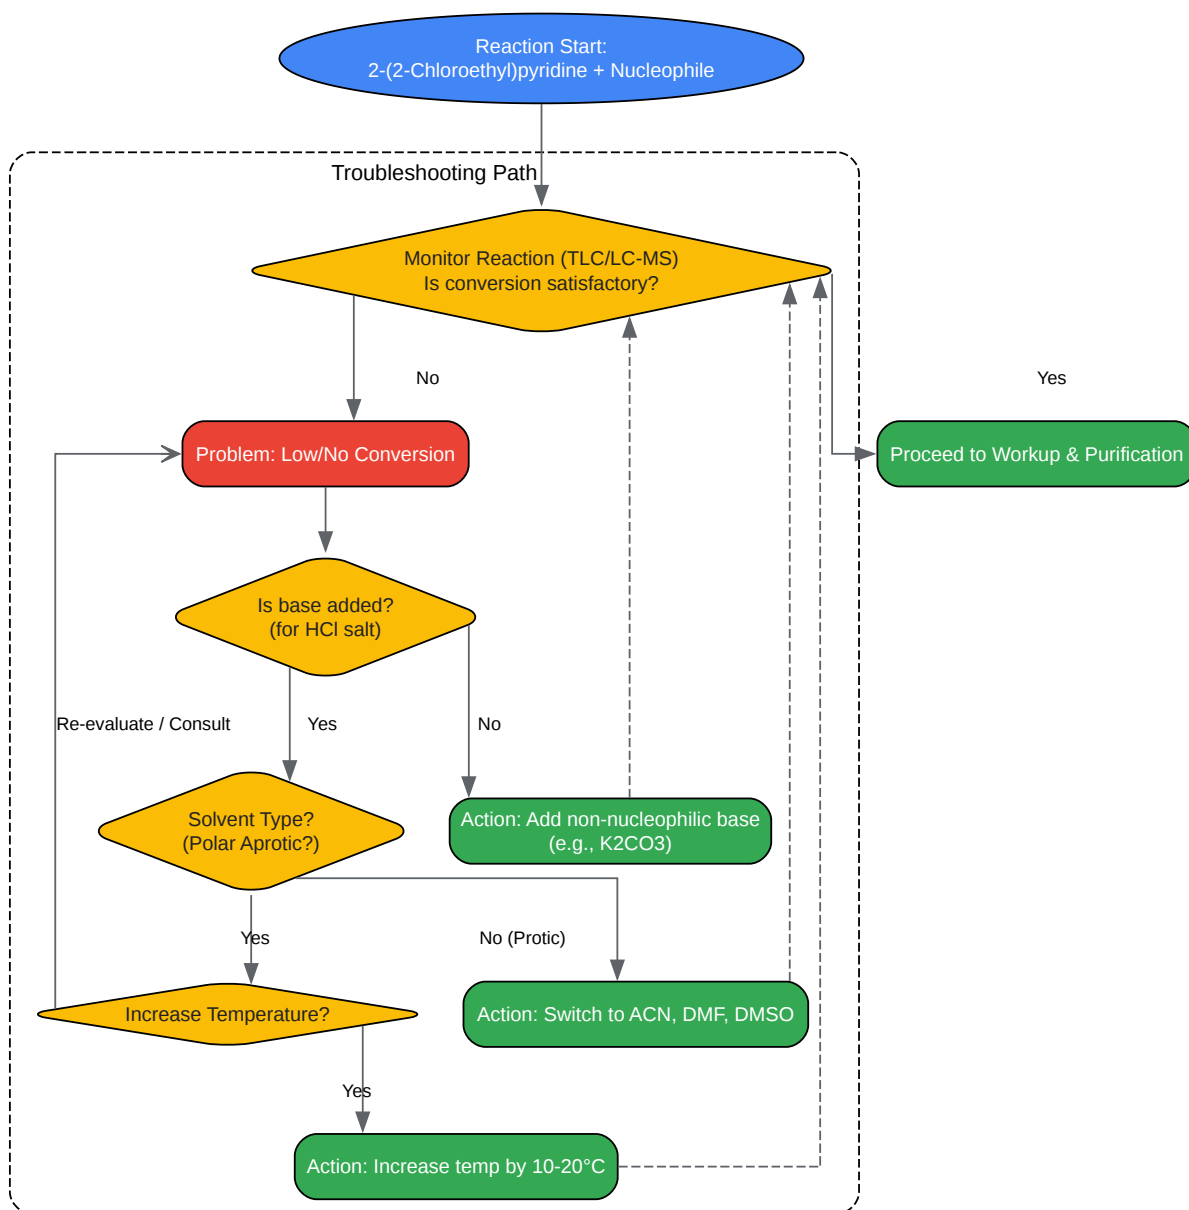 Reaction Start:
2-(2-Chloroethyl)pyridine + Nucleophile
Troubleshooting Path
Monitor Reaction (TLC/LC-MS)
Is conversion satisfactory?
No
Yes
Problem: Low/No Conversion
Proceed to Workup & Purification
Is base added?
(for HCl salt)
Re-evaluate / Consult
Yes
No
Solvent Type?
(Polar Aprotic?)
Action: Add non-nucleophilic base
(e.g., K2CO3)
Yes
No (Protic)
Increase Temperature?
Action: Switch to ACN, DMF, DMSO
Yes
Action: Increase temp by 10-20°C